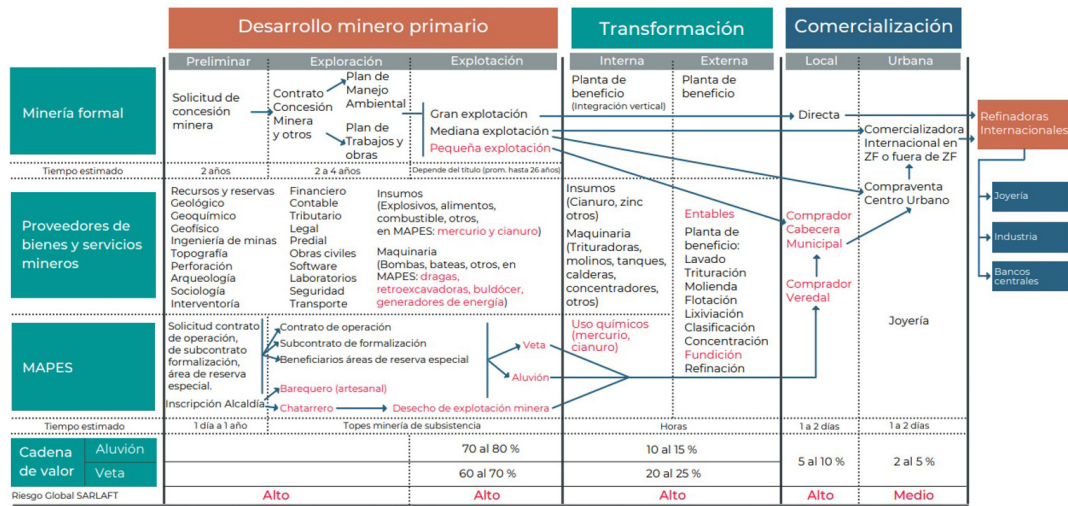 Desarrollo minero primario
Transformación
Comercialización
Preliminar
Exploración
Explotación
Interna
Externa
Local
Urbana
Minería formal
Solicitud de
concesión
minera
Contrato
Concesión
Minera
y otros
Plan de
Manejo
Ambiental
Plan de
Trabajos y
obras
Gran explotación
Mediana explotación
Pequeña explotación
Planta de
beneficio
(Integración vertical)
Planta de
beneficio
Directa
Comercializadora
Internacional en
ZF o fuera de ZF
Compraventa
Centro Urbano
Refinadoras
Internacionales
Joyería
Industria
Bancos
centrales
Tiempo estimado
2 años
2 a 4 años
Depende del título (prom. hasta 26 años)
Proveedores de
bienes y servicios
mineros
Recursos y reservas
Geológico
Geoquímico
Geofísico
Ingeniería de minas
Topografía
Perforación
Arqueología
Sociología
Interventoría
Financiero
Contable
Tributario
Legal
Predial
Obras civiles
Software
Laboratorios
Seguridad
Transporte
Insumos
(Explosivos, alimentos,
combustible, otros,
en MAPES: mercurio y cianuro)
Maquinaria
(Bombas, bateas, otros, en
MAPES: dragas,
retroexcavadoras, buldócer,
generadores de energía)
Insumos
(Cianuro, zinc
otros)
Maquinaria
(Trituradoras,
molinos, tanques,
calderas,
concentradores,
otros)
Entables
Planta de
beneficio:
Lavado
Trituración
Molienda
Flotación
Lixiviación
Clasificación
Concentración
Fundición
Refinación
Comprador
Cabecera
Municipal
Comprador
Veredal
Joyería
MAPES
Solicitud contrato
de operación,
de subcontrato
formalización,
área de reserva
especial.
Inscripción Alcaldía
Contrato de operación
Subcontrato de formalización
Beneficiarios áreas de reserva especial
Barequero (artesanal)
Chatarrero
Desecho de explotación minera
Veta
Aluvión
Uso químicos
(mercurio,
cianuro)
Tiempo estimado
1 día a 1 año
Topes minería de subsistencia
Horas
1 a 2 días
1 a 2 días
Cadena
de valor
Aluvión
Veta
70 al 80 %
60 al 70 %
10 al 15 %
20 al 25 %
5 al 10 %
2 al 5 %
Riesgo Global SARLAFT
Alto
Alto
Alto
Alto
Medio